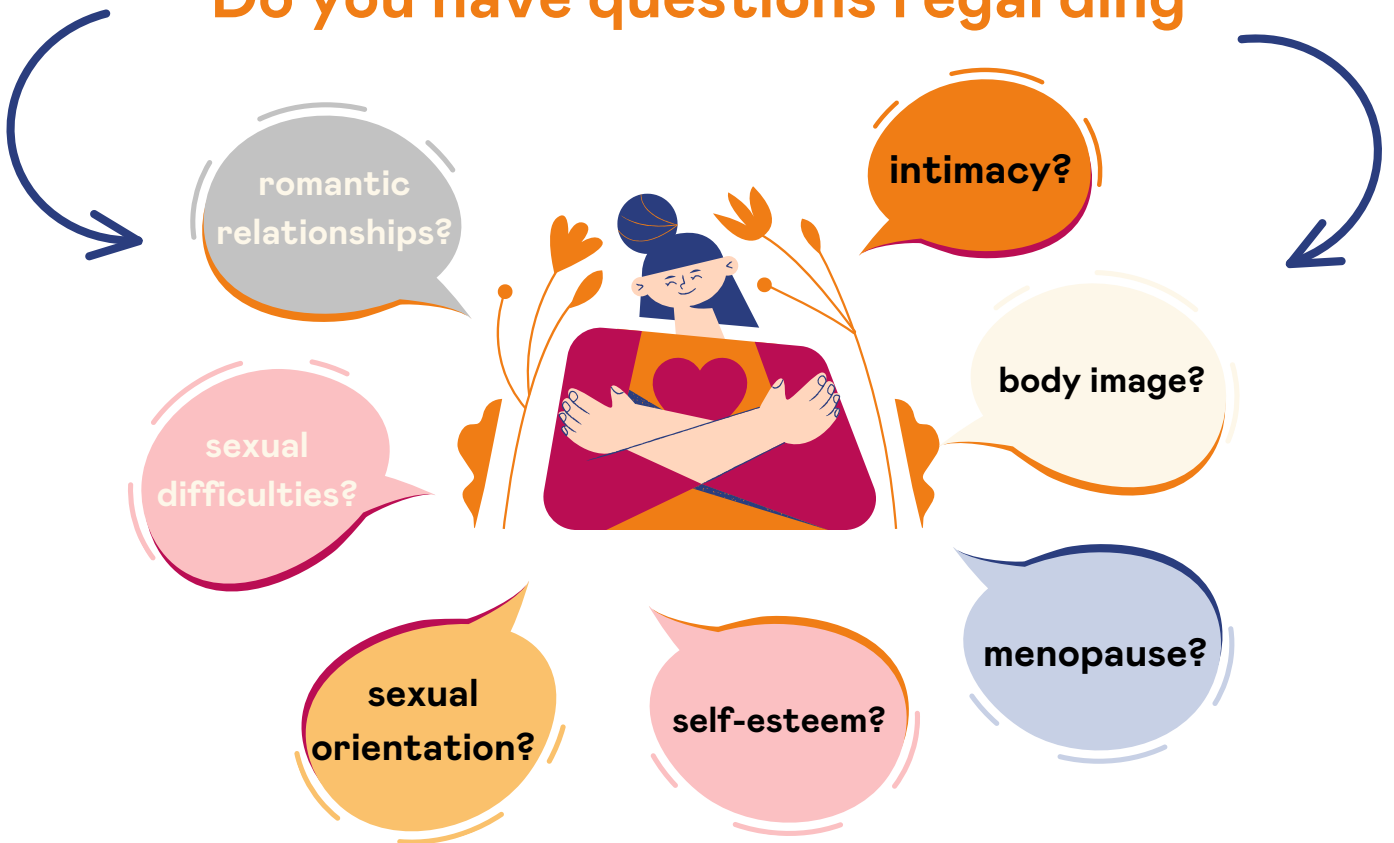 Do you have questions regarding
romantic
relationships?
intimacy?
body image?
sexual
difficulties?
menopause?
sexual
orientation?
self-esteem?